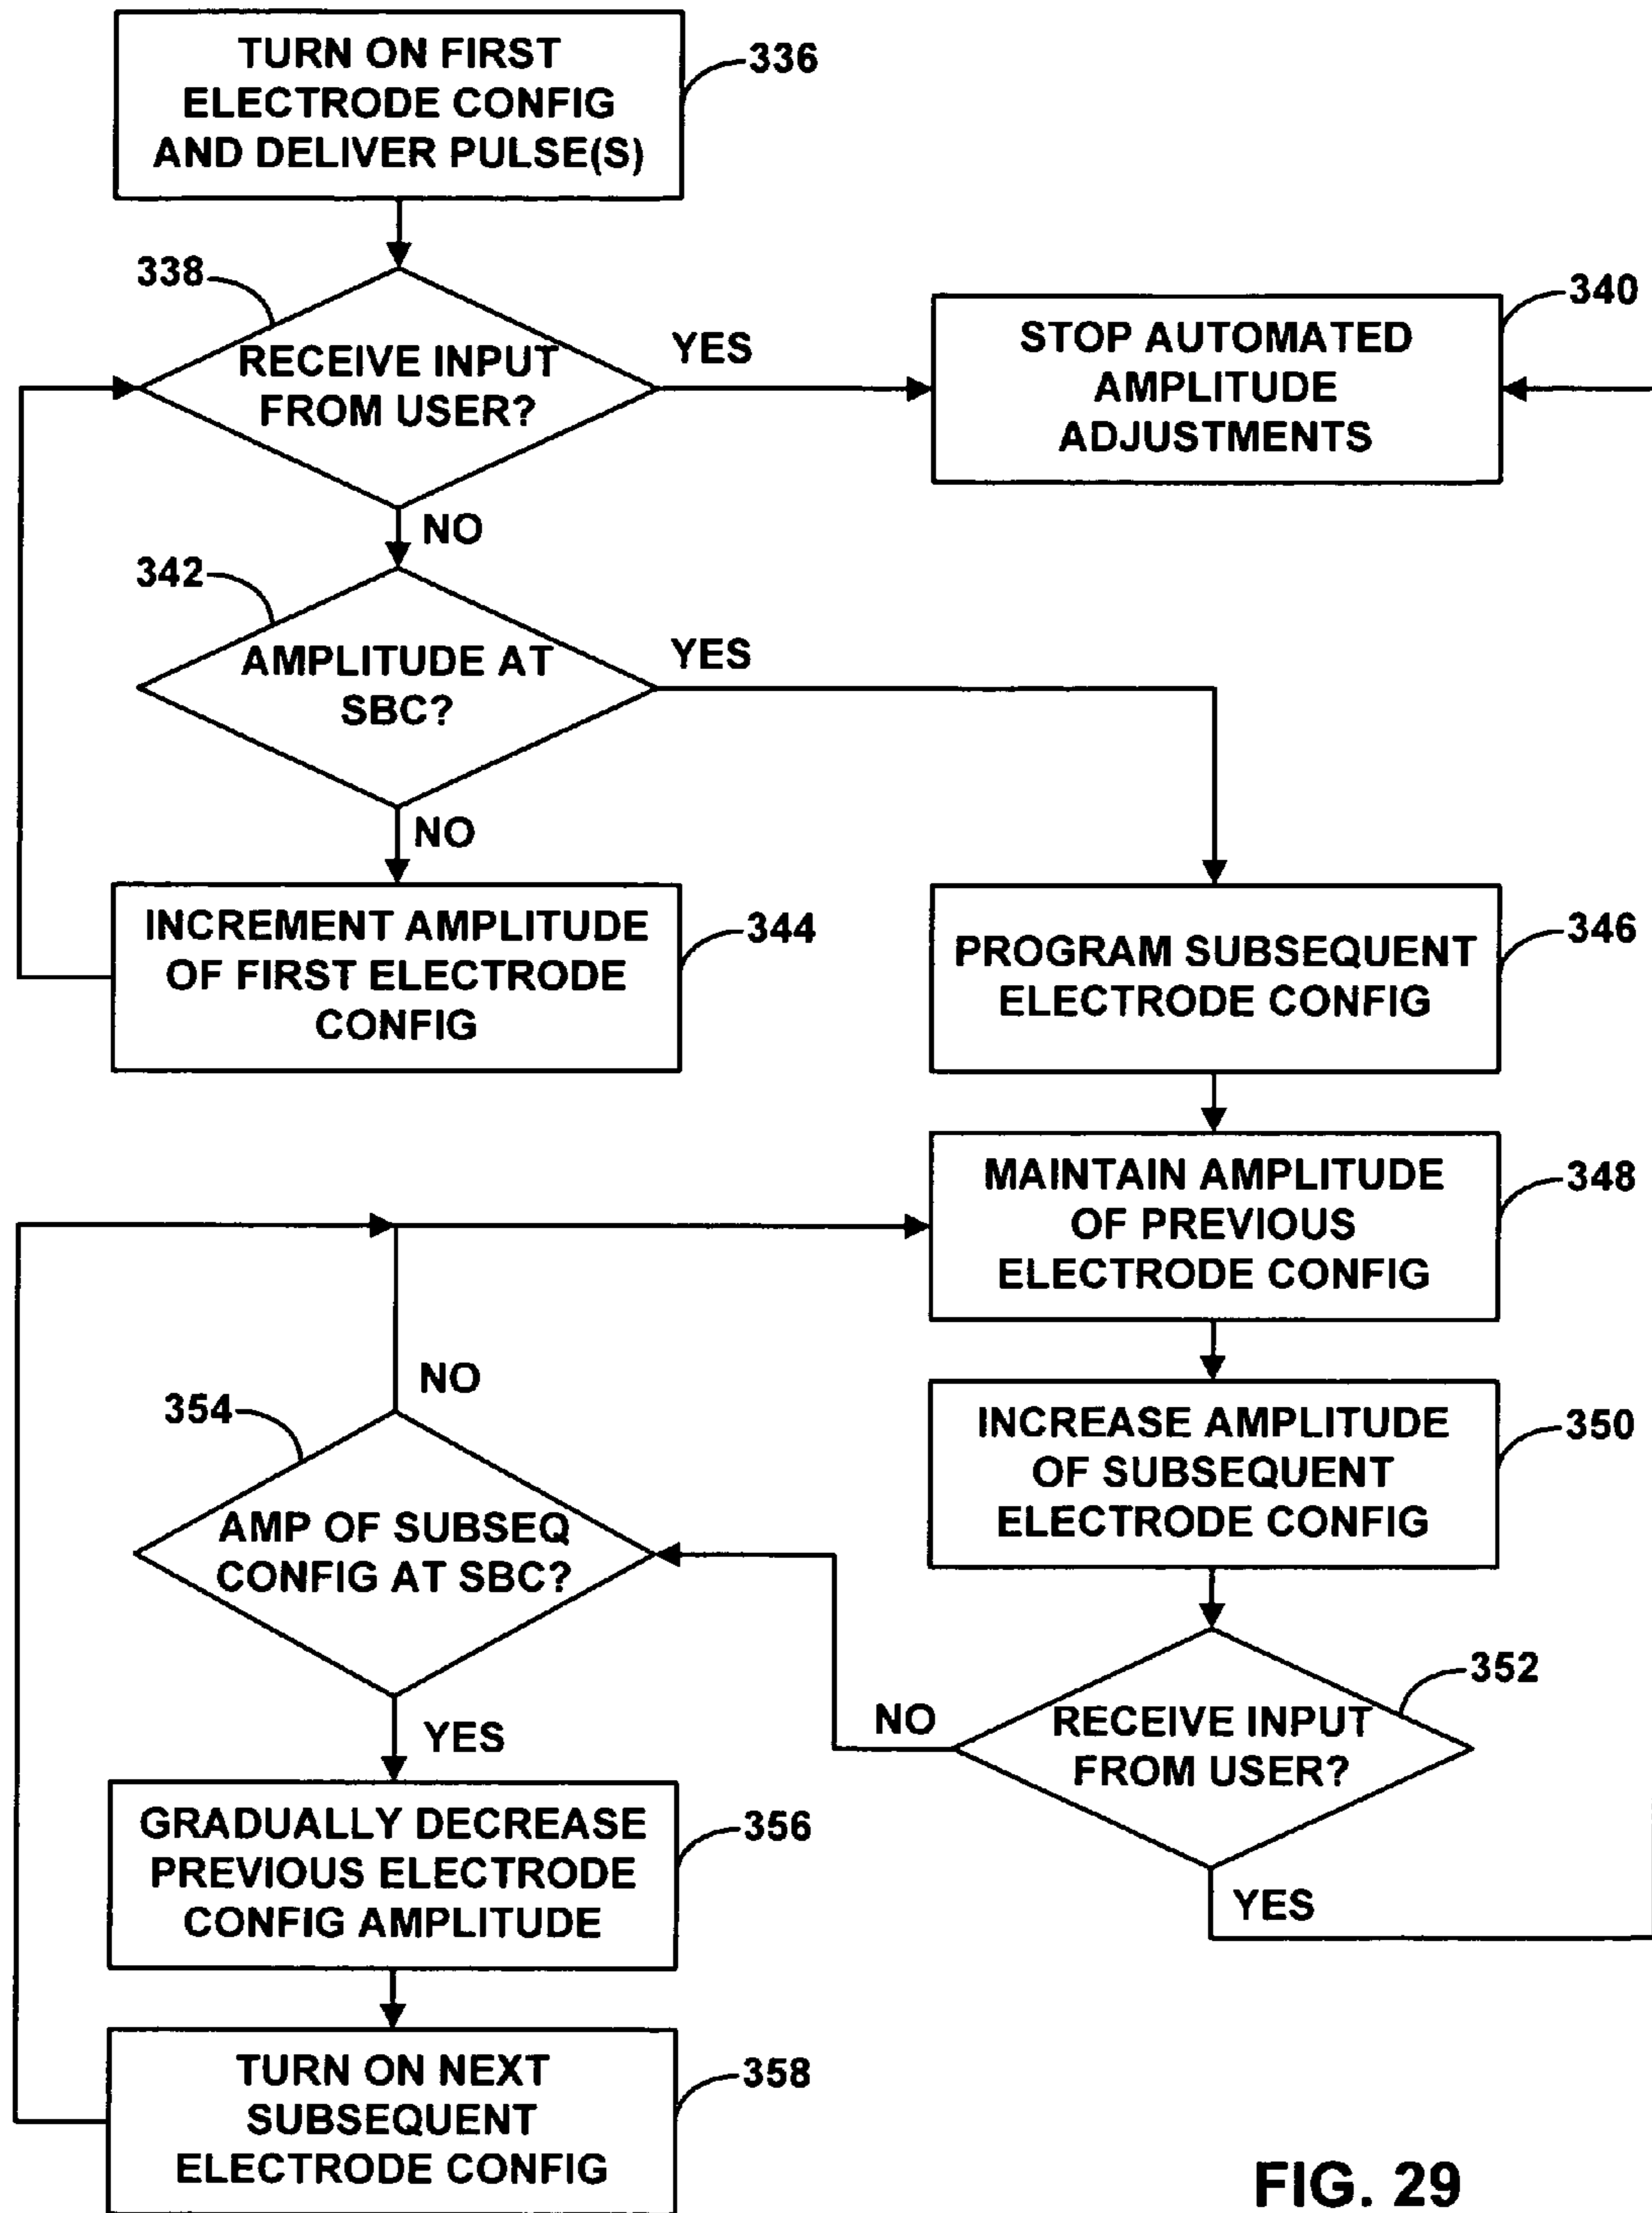 TURN ON FIRST
ELECTRODE CONFIG
AND DELIVER PULSE(S)
336
338
RECEIVE INPUT
FROM USER?
YES
340
STOP AUTOMATED
AMPLITUDE
ADJUSTMENTS
NO
342
AMPLITUDE AT
SBC?
YES
NO
INCREMENT AMPLITUDE
OF FIRST ELECTRODE
CONFIG
344
PROGRAM SUBSEQUENT
ELECTRODE CONFIG
346
MAINTAIN AMPLITUDE
OF PREVIOUS
ELECTRODE CONFIG
348
INCREASE AMPLITUDE
OF SUBSEQUENT
ELECTRODE CONFIG
350
352
RECEIVE INPUT
FROM USER?
NO
YES
354
AMP OF SUBSEQ
CONFIG AT SBC?
NO
YES
GRADUALLY DECREASE
PREVIOUS ELECTRODE
CONFIG AMPLITUDE
356
TURN ON NEXT
SUBSEQUENT
ELECTRODE CONFIG
358
FIG. 29